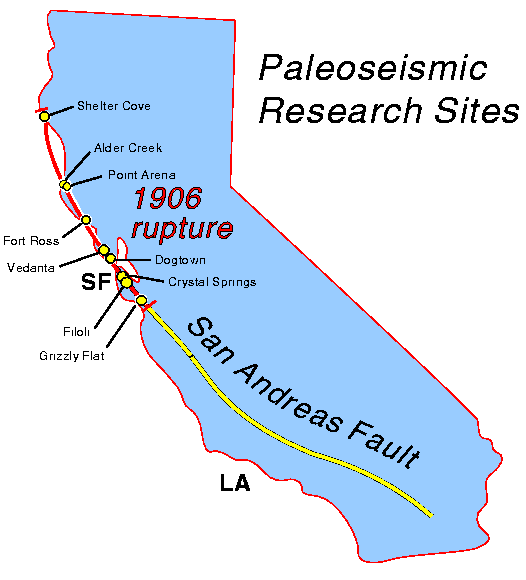 Paleoseismic
Research Sites
Shelter Cove
Alder Creek
Point Arena
1906
rupture
Fort Ross
Vedanta
Dogtown
SF
Crystal Springs
Filoli
Grizzly Flat
San Andreas Fault
LA